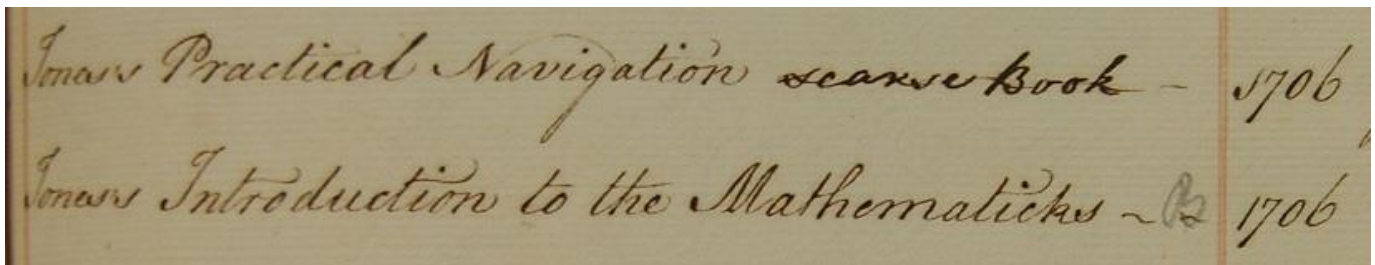 Jones's Practical Navigation scarse Book - 1706
Jones's Introduction to the Mathematicks - B 1706